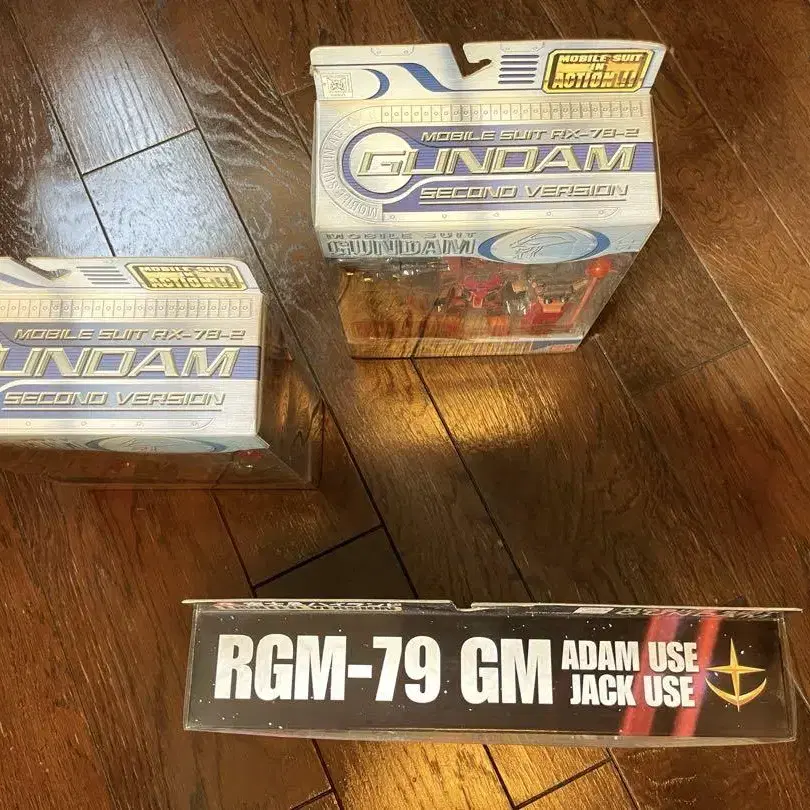 MOBILE SUIT
IN
ACTION!!
MOBILE SUIT RX-78-2
GUNDAM
SECOND VERSION
MOBILE SUIT
GUNDAM
MOBILE SUIT
IN
ACTION!!
MOBILE SUIT RX-78-2
UNDAM
SECOND VERSION
RGM-79 GM
ADAM USE
JACK USE